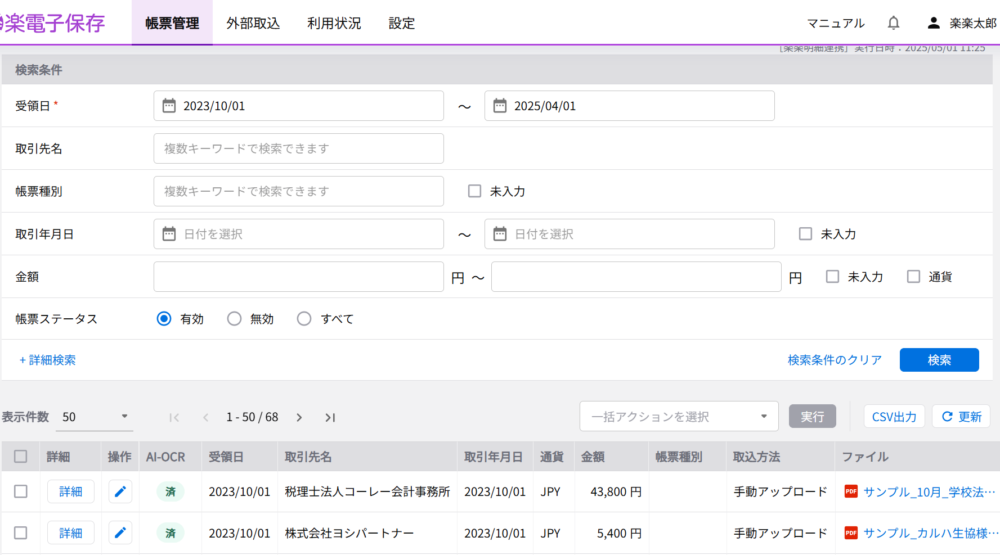 楽電子保存 帳票管理 外部取込 利用状況 設定 マニュアル 楽楽太郎
[楽楽明細連携] 実行日時:2025/05/01 11:25
検索条件
受領日* 2023/10/01 ～ 2025/04/01
取引先名 複数キーワードで検索できます
帳票種別 複数キーワードで検索できます 未入力
取引年月日 日付を選択 ～ 日付を選択 未入力
金額 円 ～ 円 未入力 通貨
帳票ステータス 有効 無効 すべて
+ 詳細検索 検索条件のクリア 検索
表示件数 50 1 - 50 / 68 一括アクションを選択 実行 CSV出力 更新
詳細 操作 AI-OCR 受領日 取引先名 取引年月日 通貨 金額 帳票種別 取込方法 ファイル
詳細 済 2023/10/01 税理士法人コーレー会計事務所 2023/10/01 JPY 43,800 円 手動アップロード PDF サンプル_10月_学校法…
詳細 済 2023/10/01 株式会社ヨシパートナー 2023/10/01 JPY 5,400 円 手動アップロード PDF サンプル_カルハ生協様…